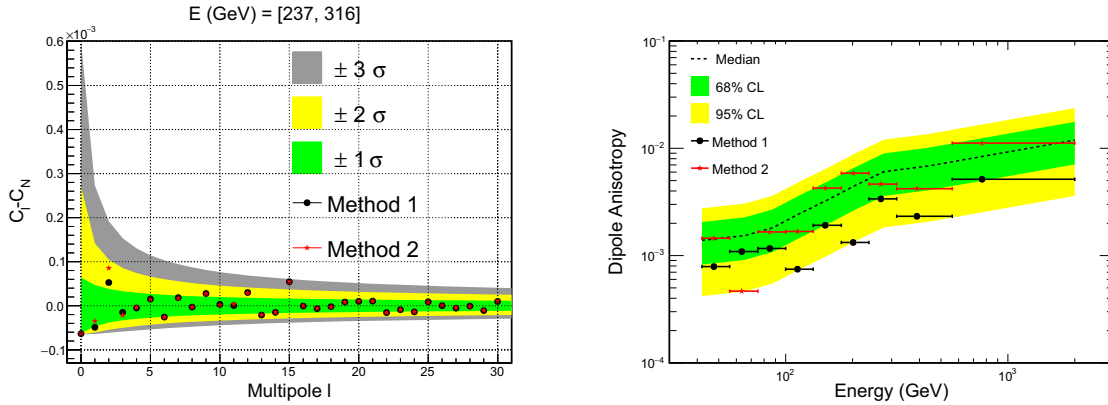 E (GeV) = [237, 316]
×10⁻³
0.6
0.5
0.4
0.3
0.2
0.1
0.0
−0.1
C_l-C_N
0 5 10 15 20 25 30
Multipole l
± 3 σ
± 2 σ
± 1 σ
Method 1
Method 2
10⁻¹
10⁻²
10⁻³
10⁻⁴
Dipole Anisotropy
10² 10³
Energy (GeV)
Median
68% CL
95% CL
Method 1
Method 2